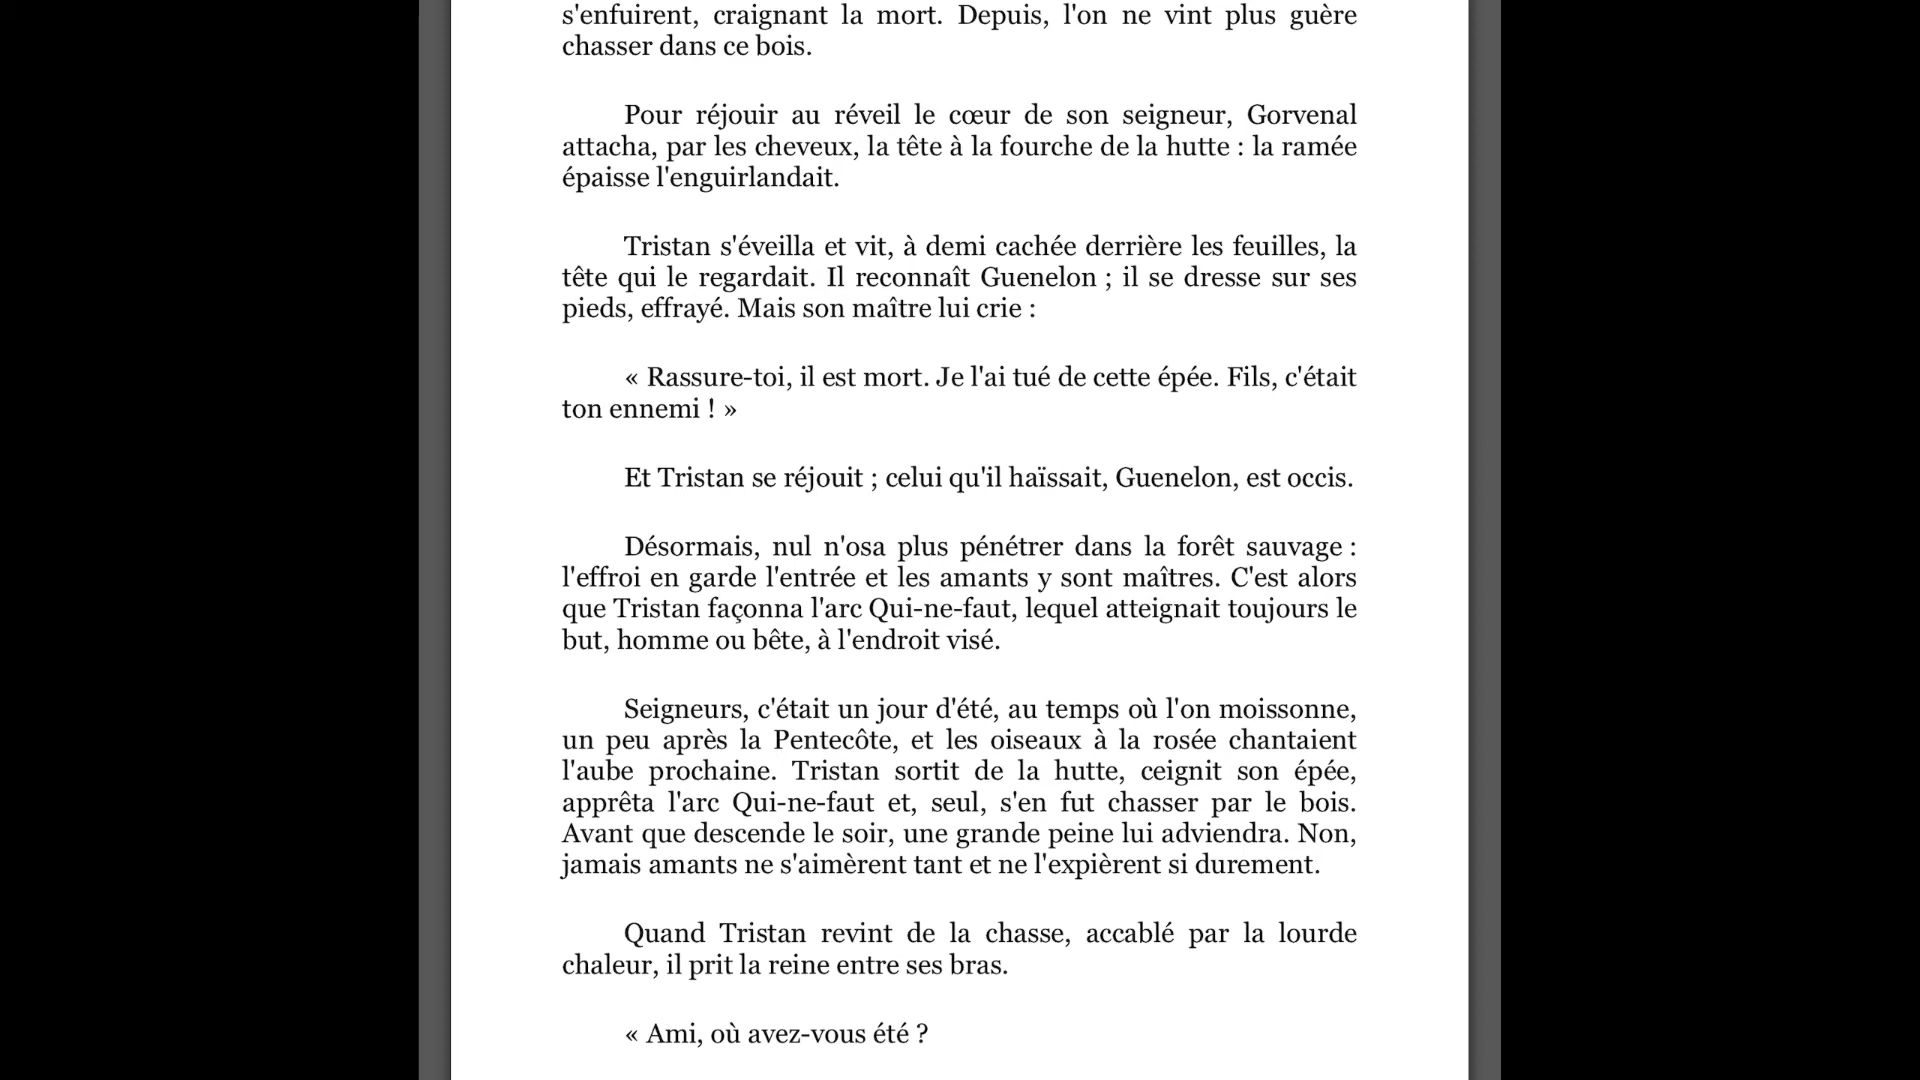 s'enfuirent, craignant la mort. Depuis, l'on ne vint plus guère
chasser dans ce bois.
Pour réjouir au réveil le cœur de son seigneur, Gorvenal
attacha, par les cheveux, la tête à la fourche de la hutte : la ramée
épaisse l'enguirlandait.
Tristan s'éveilla et vit, à demi cachée derrière les feuilles, la
tête qui le regardait. Il reconnaît Guenelon ; il se dresse sur ses
pieds, effrayé. Mais son maître lui crie :
« Rassure-toi, il est mort. Je l'ai tué de cette épée. Fils, c'était
ton ennemi ! »
Et Tristan se réjouit ; celui qu'il haïssait, Guenelon, est occis.
Désormais, nul n'osa plus pénétrer dans la forêt sauvage :
l'effroi en garde l'entrée et les amants y sont maîtres. C'est alors
que Tristan façonna l'arc Qui-ne-faut, lequel atteignait toujours le
but, homme ou bête, à l'endroit visé.
Seigneurs, c'était un jour d'été, au temps où l'on moissonne,
un peu après la Pentecôte, et les oiseaux à la rosée chantaient
l'aube prochaine. Tristan sortit de la hutte, ceignit son épée,
apprêta l'arc Qui-ne-faut et, seul, s'en fut chasser par le bois.
Avant que descende le soir, une grande peine lui adviendra. Non,
jamais amants ne s'aimèrent tant et ne l'expièrent si durement.
Quand Tristan revint de la chasse, accablé par la lourde
chaleur, il prit la reine entre ses bras.
« Ami, où avez-vous été ?